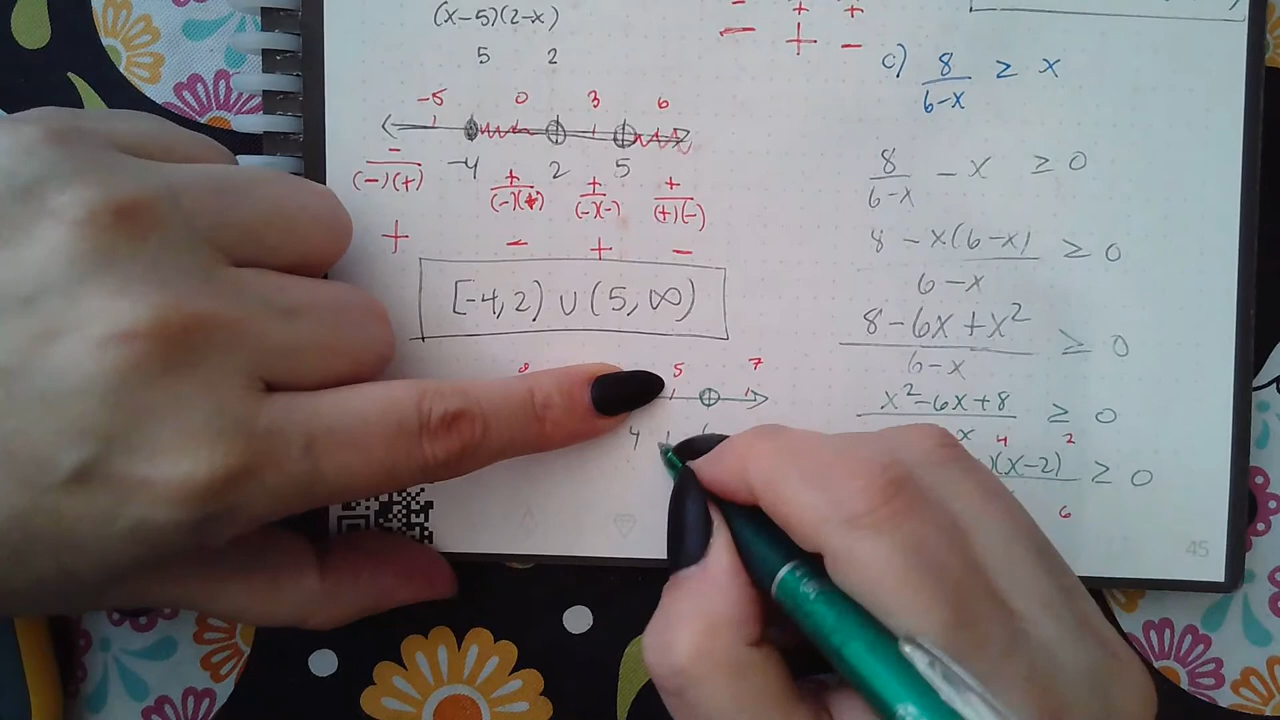 (x-5)(2-x)
5 2
-5 0 3 6
-4 2 5
- + + +
(-)(+) (-)(+) (-)(-) (+)(-)
+ - + -
[-4,2) ∪ (5,∞)
5 7
4
- + +
- + -
c) 8/(6-x) ≥ x
8/(6-x) - x ≥ 0
8 - x(6-x) ≥ 0
6-x
8-6x+x² ≥ 0
6-x
x²-6x+8 ≥ 0
x 4 2
)(x-2) ≥ 0
6
45